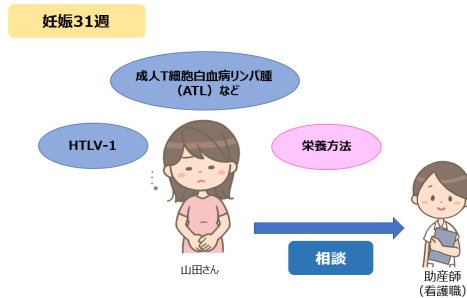 妊娠31週
成人T細胞白血病リンパ腫
（ATL）など
HTLV-1
栄養方法
相談
山田さん
助産師
（看護職）